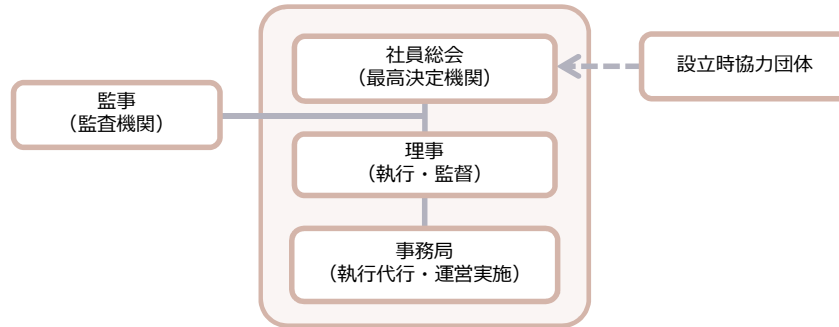 社員総会
（最高決定機関）
設立時協力団体
監事
（監査機関）
理事
（執行・監督）
事務局
（執行代行・運営実施）